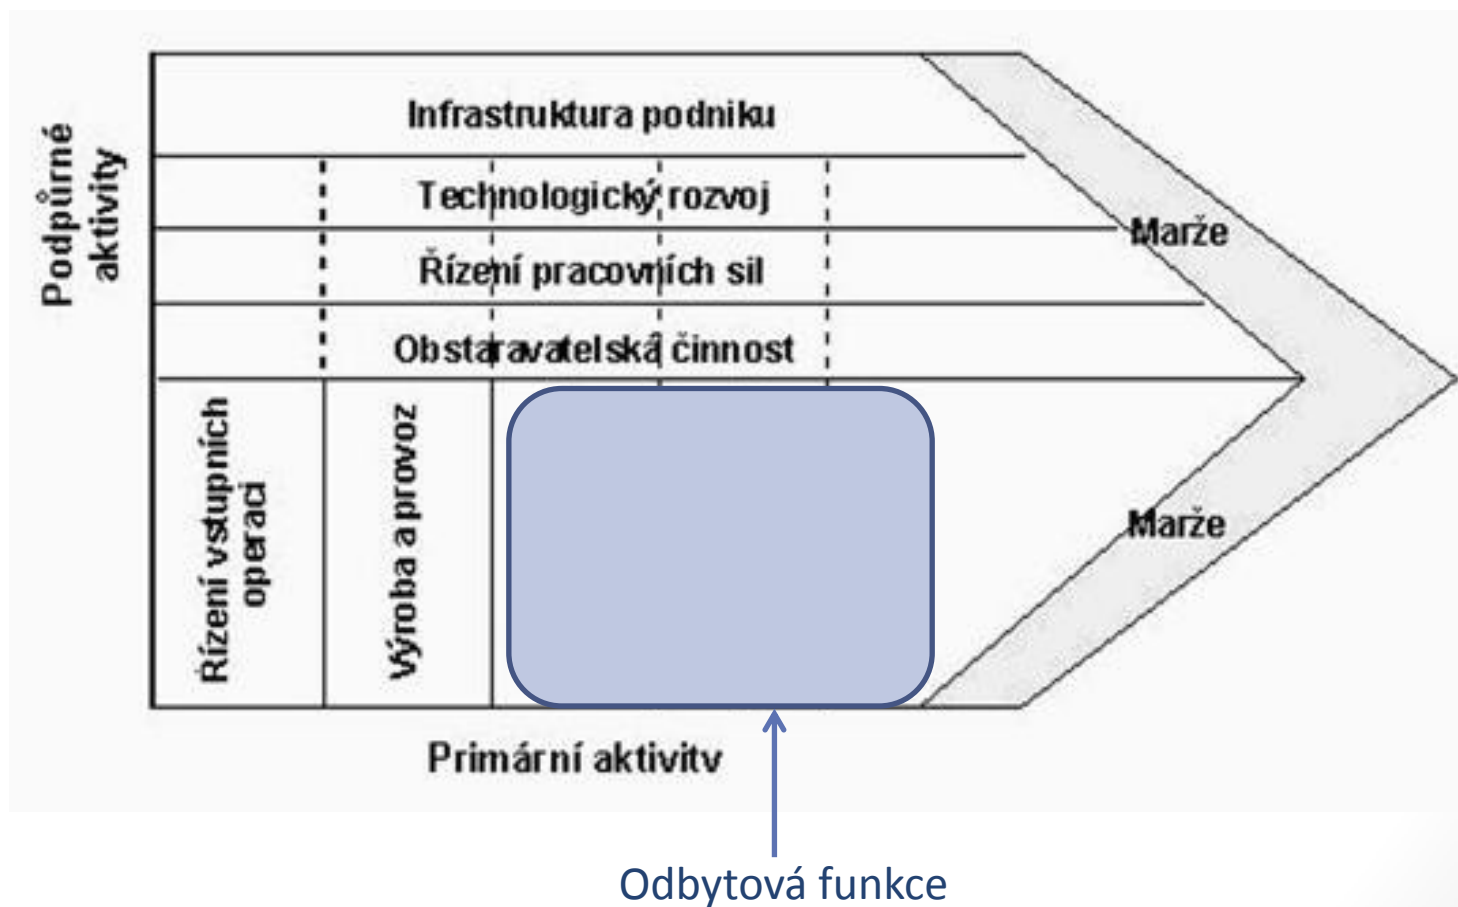 Podpůrné
aktivity
Infrastruktura podniku
Technologický rozvoj
Řízení pracovních sil
Obstaravatelská činnost
Marže
Řízení vstupních
operaci
Výroba a provoz
Marže
Primární aktivity
Odbytová funkce